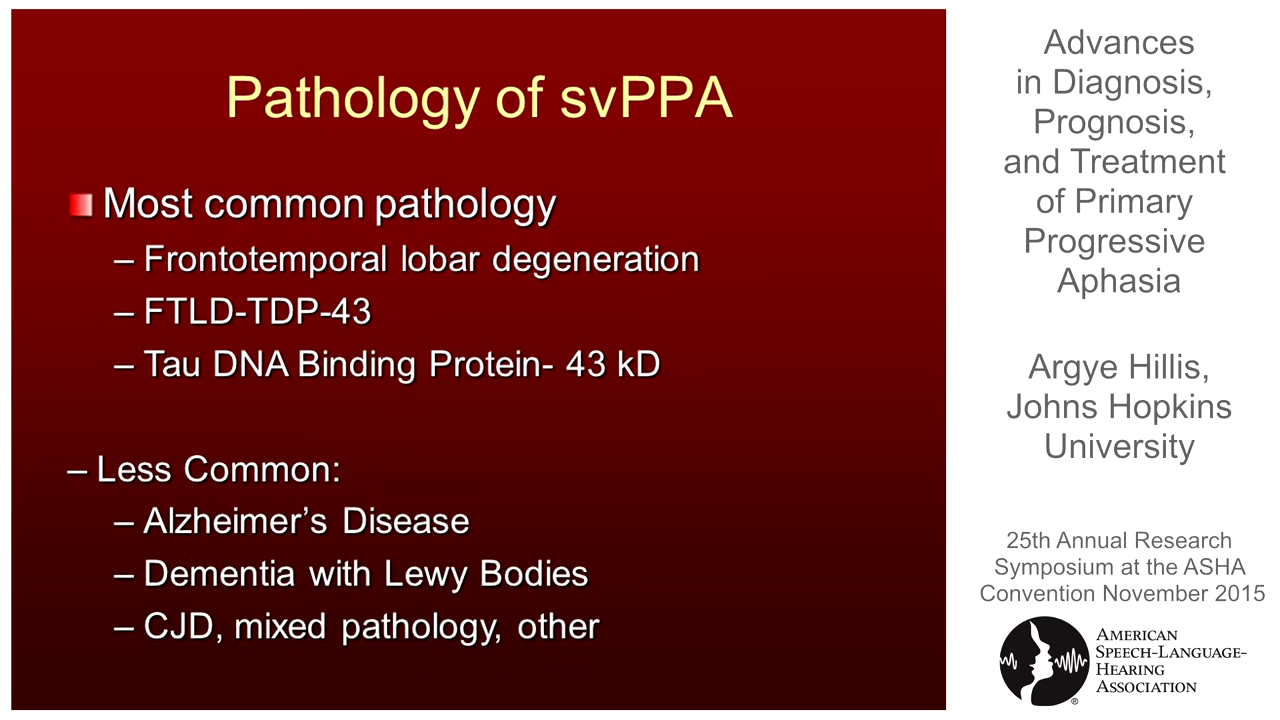 Pathology of svPPA
Most common pathology
– Frontotemporal lobar degeneration
– FTLD-TDP-43
– Tau DNA Binding Protein- 43 kD
– Less Common:
– Alzheimer’s Disease
– Dementia with Lewy Bodies
– CJD, mixed pathology, other
Advances
in Diagnosis,
Prognosis,
and Treatment
of Primary
Progressive
Aphasia
Argye Hillis,
Johns Hopkins
University
25th Annual Research
Symposium at the ASHA
Convention November 2015
AMERICAN
SPEECH-LANGUAGE-
HEARING
ASSOCIATION
®